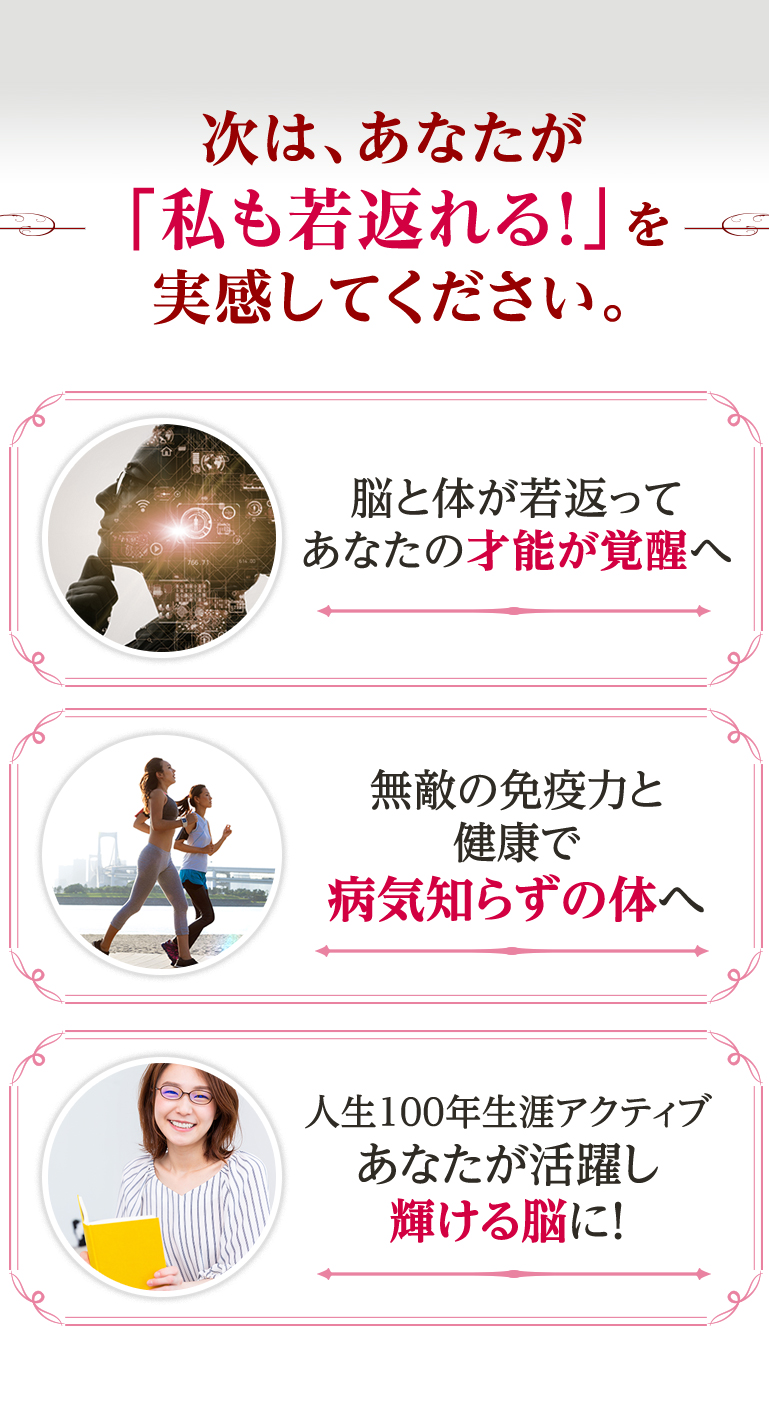 次は、あなたが
「私も若返れる!」を
実感してください。
脳と体が若返って
あなたの才能が覚醒へ
無敵の免疫力と
健康で
病気知らずの体へ
人生100年生涯アクティブ
あなたが活躍し
輝ける脳に!